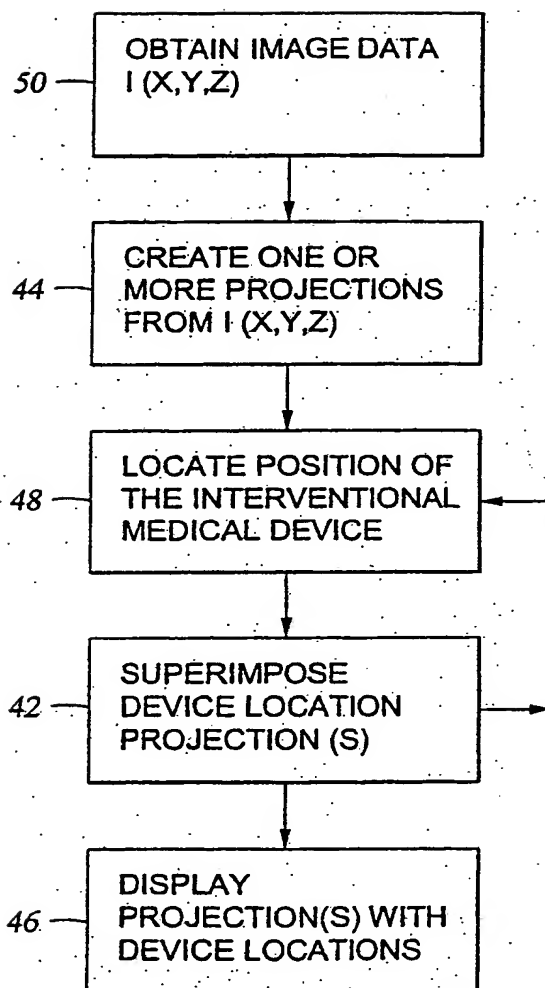 OBTAIN IMAGE DATA
50
I (X,Y,Z)
CREATE ONE OR
44
MORE PROJECTIONS
FROM I (X,Y,Z)
LOCATE POSITION OF
48
THE INTERVENTIONAL
MEDICAL DEVICE
SUPERIMPOSE
42
DEVICE LOCATION
PROJECTION (S)
DISPLAY
46
PROJECTION(S) WITH
DEVICE LOCATIONS